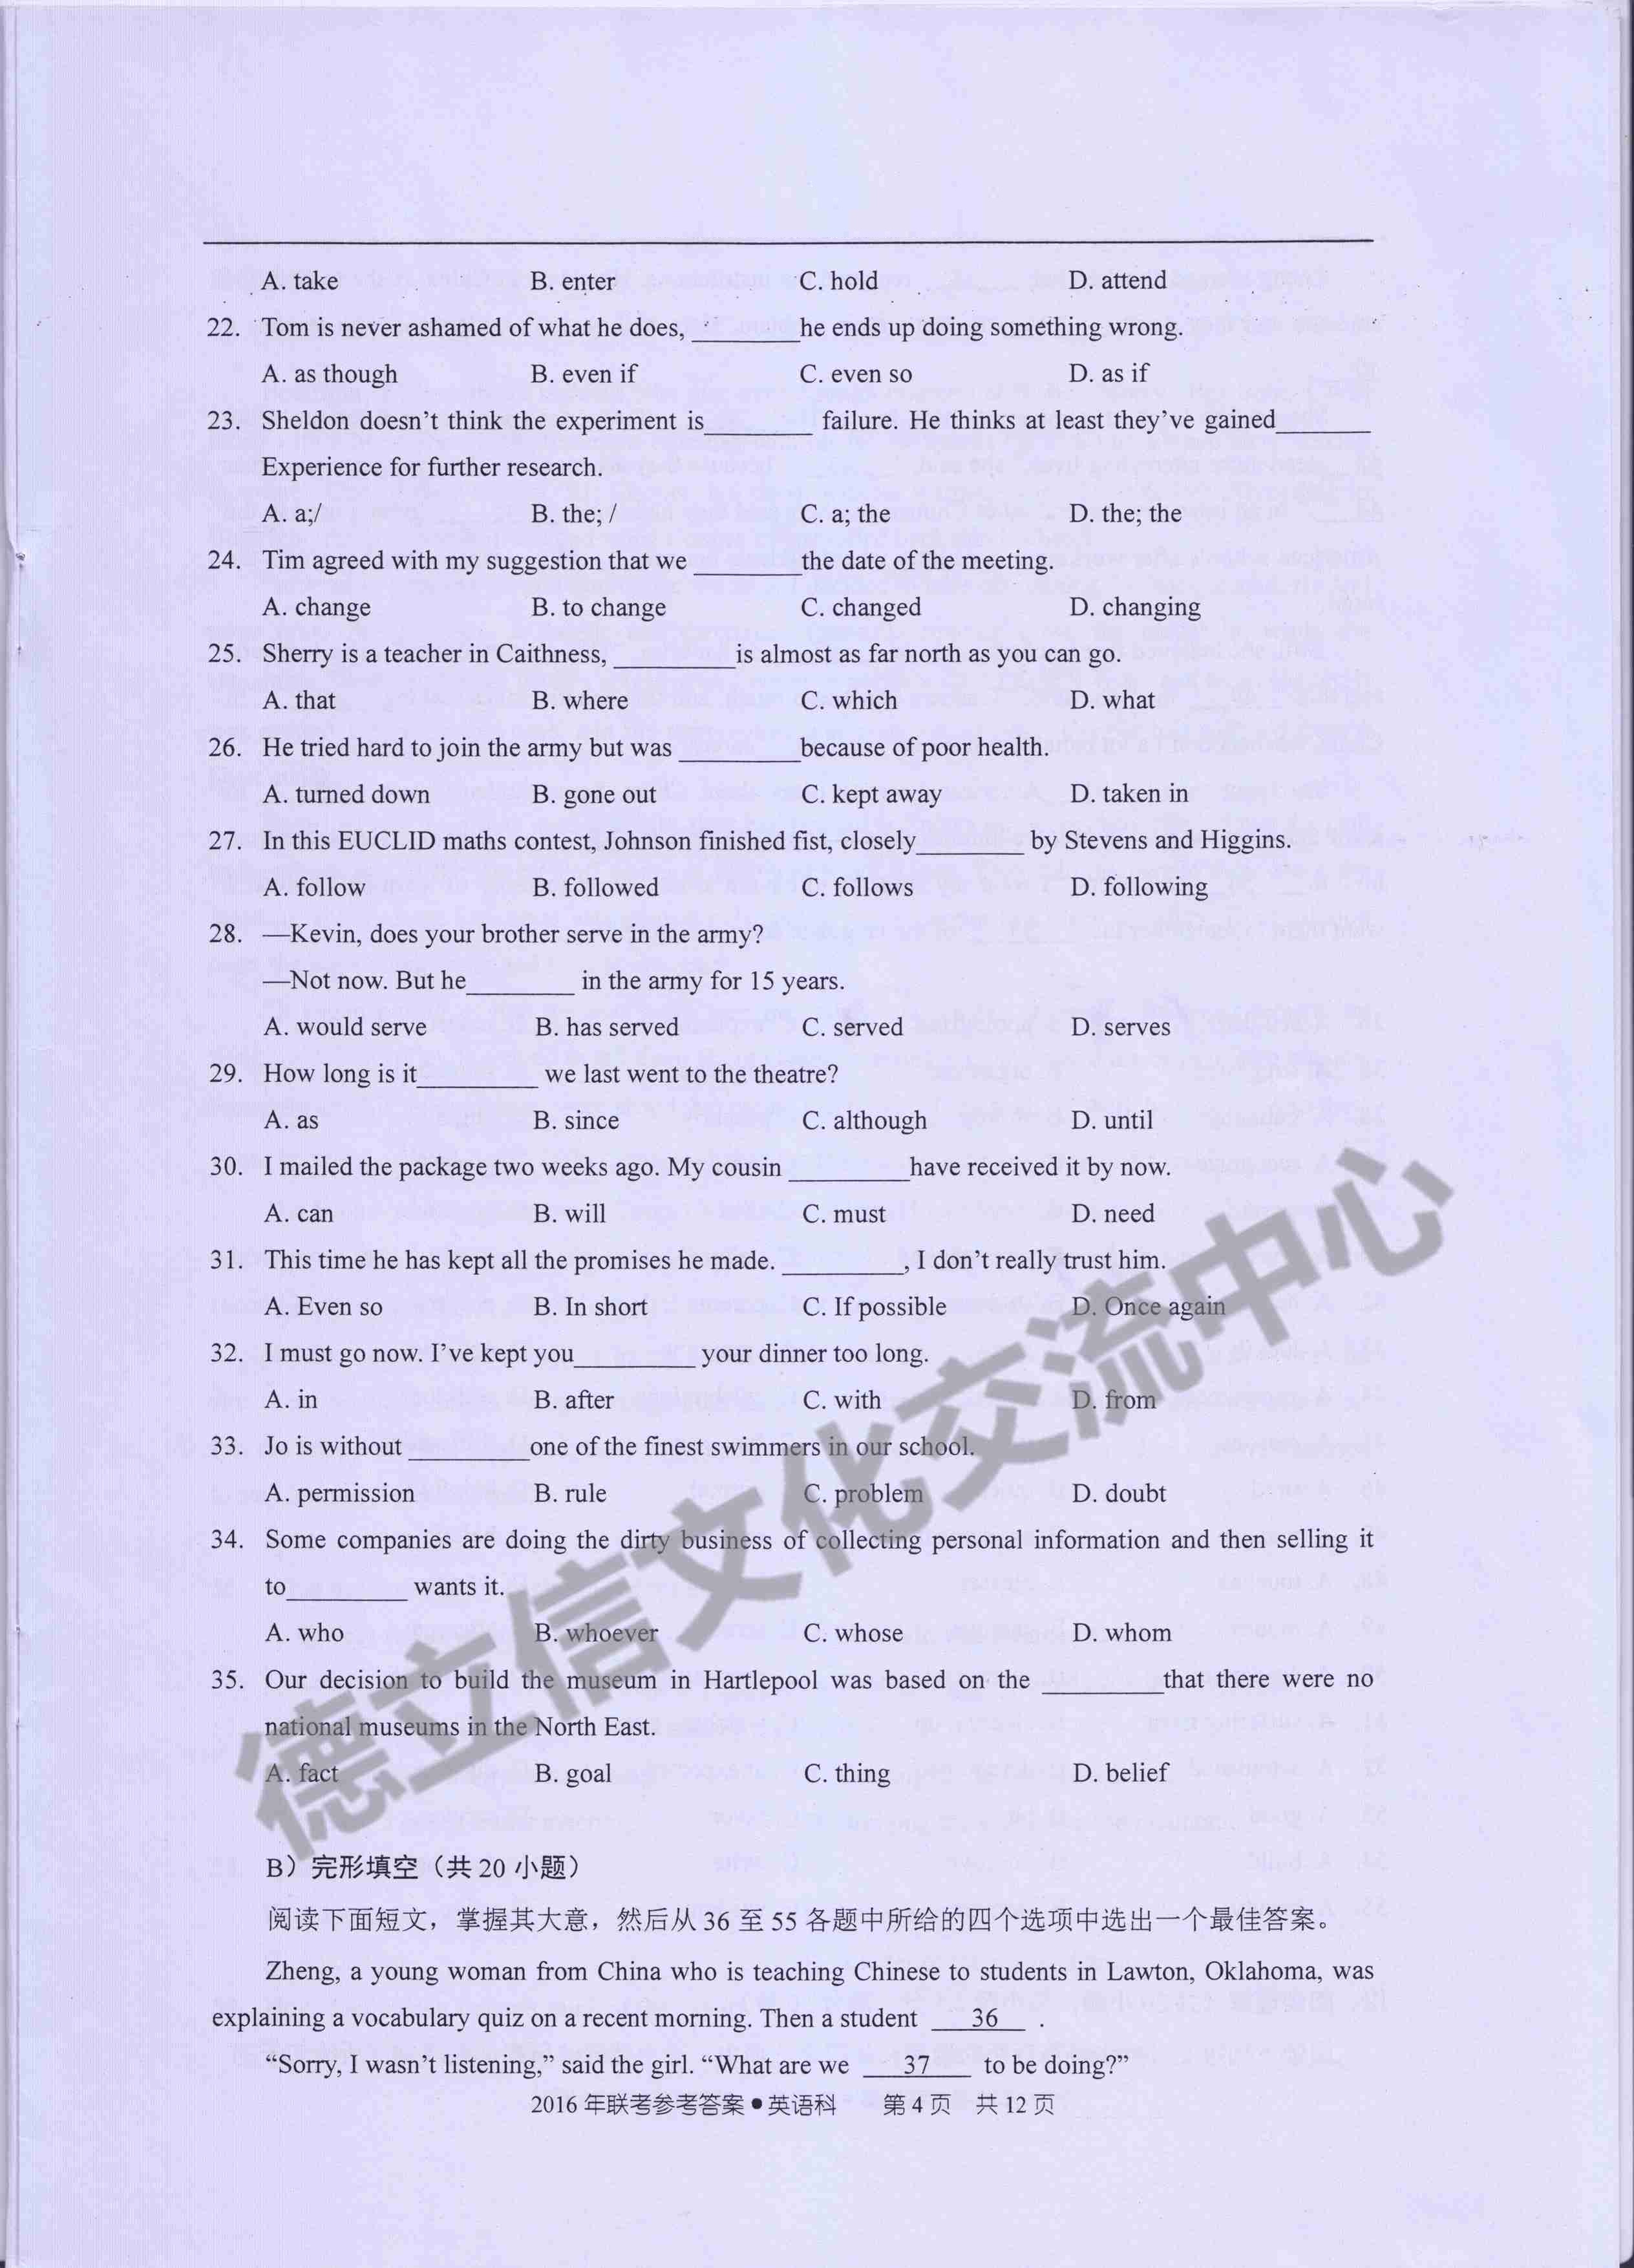 A. take B. enter C. hold D. attend
22. Tom is never ashamed of what he does, ________he ends up doing something wrong.
A. as though B. even if C. even so D. as if
23. Sheldon doesn't think the experiment is________ failure. He thinks at least they've gained_______
Experience for further research.
A. a;/ B. the; / C. a; the D. the; the
24. Tim agreed with my suggestion that we ________the date of the meeting.
A. change B. to change C. changed D. changing
25. Sherry is a teacher in Caithness, _________is almost as far north as you can go.
A. that B. where C. which D. what
26. He tried hard to join the army but was _________because of poor health.
A. turned down B. gone out C. kept away D. taken in
27. In this EUCLID maths contest, Johnson finished fist, closely________ by Stevens and Higgins.
A. follow B. followed C. follows D. following
28. —Kevin, does your brother serve in the army?
—Not now. But he________ in the army for 15 years.
A. would serve B. has served C. served D. serves
29. How long is it_________ we last went to the theatre?
A. as B. since C. although D. until
30. I mailed the package two weeks ago. My cousin _________have received it by now.
A. can B. will C. must D. need
31. This time he has kept all the promises he made. _________, I don't really trust him.
A. Even so B. In short C. If possible D. Once again
32. I must go now. I've kept you_________ your dinner too long.
A. in B. after C. with D. from
33. Jo is without _________one of the finest swimmers in our school.
A. permission B. rule C. problem D. doubt
34. Some companies are doing the dirty business of collecting personal information and then selling it
to_________ wants it.
A. who B. whoever C. whose D. whom
35. Our decision to build the museum in Hartlepool was based on the _________that there were no
national museums in the North East.
A. fact B. goal C. thing D. belief
德立信文化交流中心
B）完形填空（共 20 小题）
阅读下面短文，掌握其大意，然后从 36 至 55 各题中所给的四个选项中选出一个最佳答案。
Zheng, a young woman from China who is teaching Chinese to students in Lawton, Oklahoma, was
explaining a vocabulary quiz on a recent morning. Then a student ___36___ .
“Sorry, I wasn't listening,” said the girl. “What are we ___37___ to be doing?”
2016 年联考参考答案●英语科 第 4 页 共 12 页